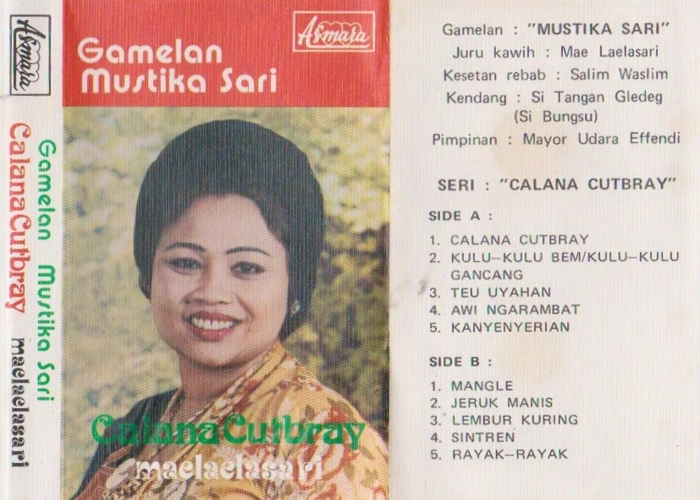 Asmara
Gamelan Mustika Sari
Calana Cutbray
maelaelasari
Asmara
Gamelan
Mustika Sari
Calana Cutbray
maelaelasari
Gamelan : "MUSTIKA SARI"
Juru kawih : Mae Laelasari
Kesetan rebab : Salim Waslim
Kendang : Si Tangan Gledeg
(Si Bungsu)
Pimpinan : Mayor Udara Effendi
SERI : "CALANA CUTBRAY"
SIDE A :
1. CALANA CUTBRAY
2. KULU-KULU BEM/KULU-KULU
GANCANG
3. TEU UYAHAN
4. AWI NGARAMBAT
5. KANYENYERIAN
SIDE B :
1. MANGLE
2. JERUK MANIS
3. LEMBUR KURING
4. SINTREN
5. RAYAK-RAYAK